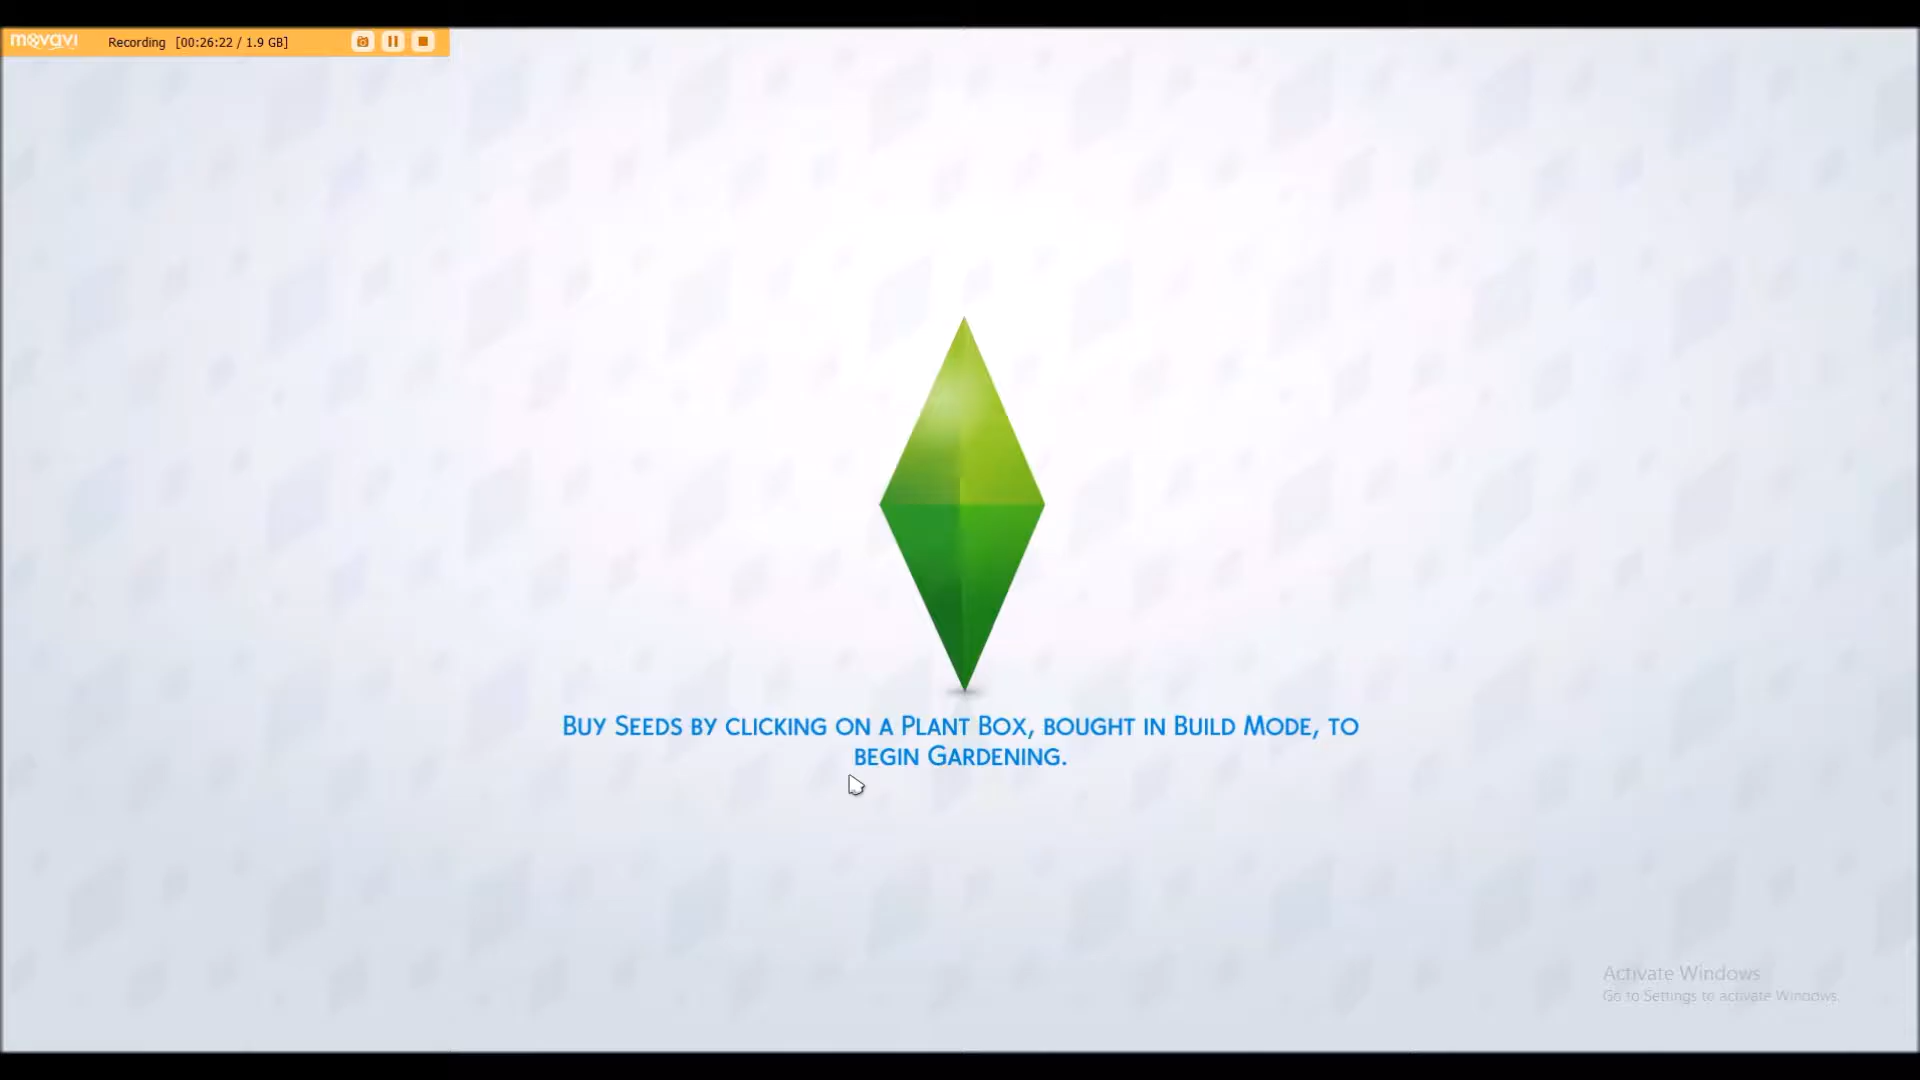 movavi Recording [00:26:22 / 1.9 GB]
BUY SEEDS BY CLICKING ON A PLANT BOX, BOUGHT IN BUILD MODE, TO
BEGIN GARDENING.
Activate Windows
Go to Settings to activate Windows.